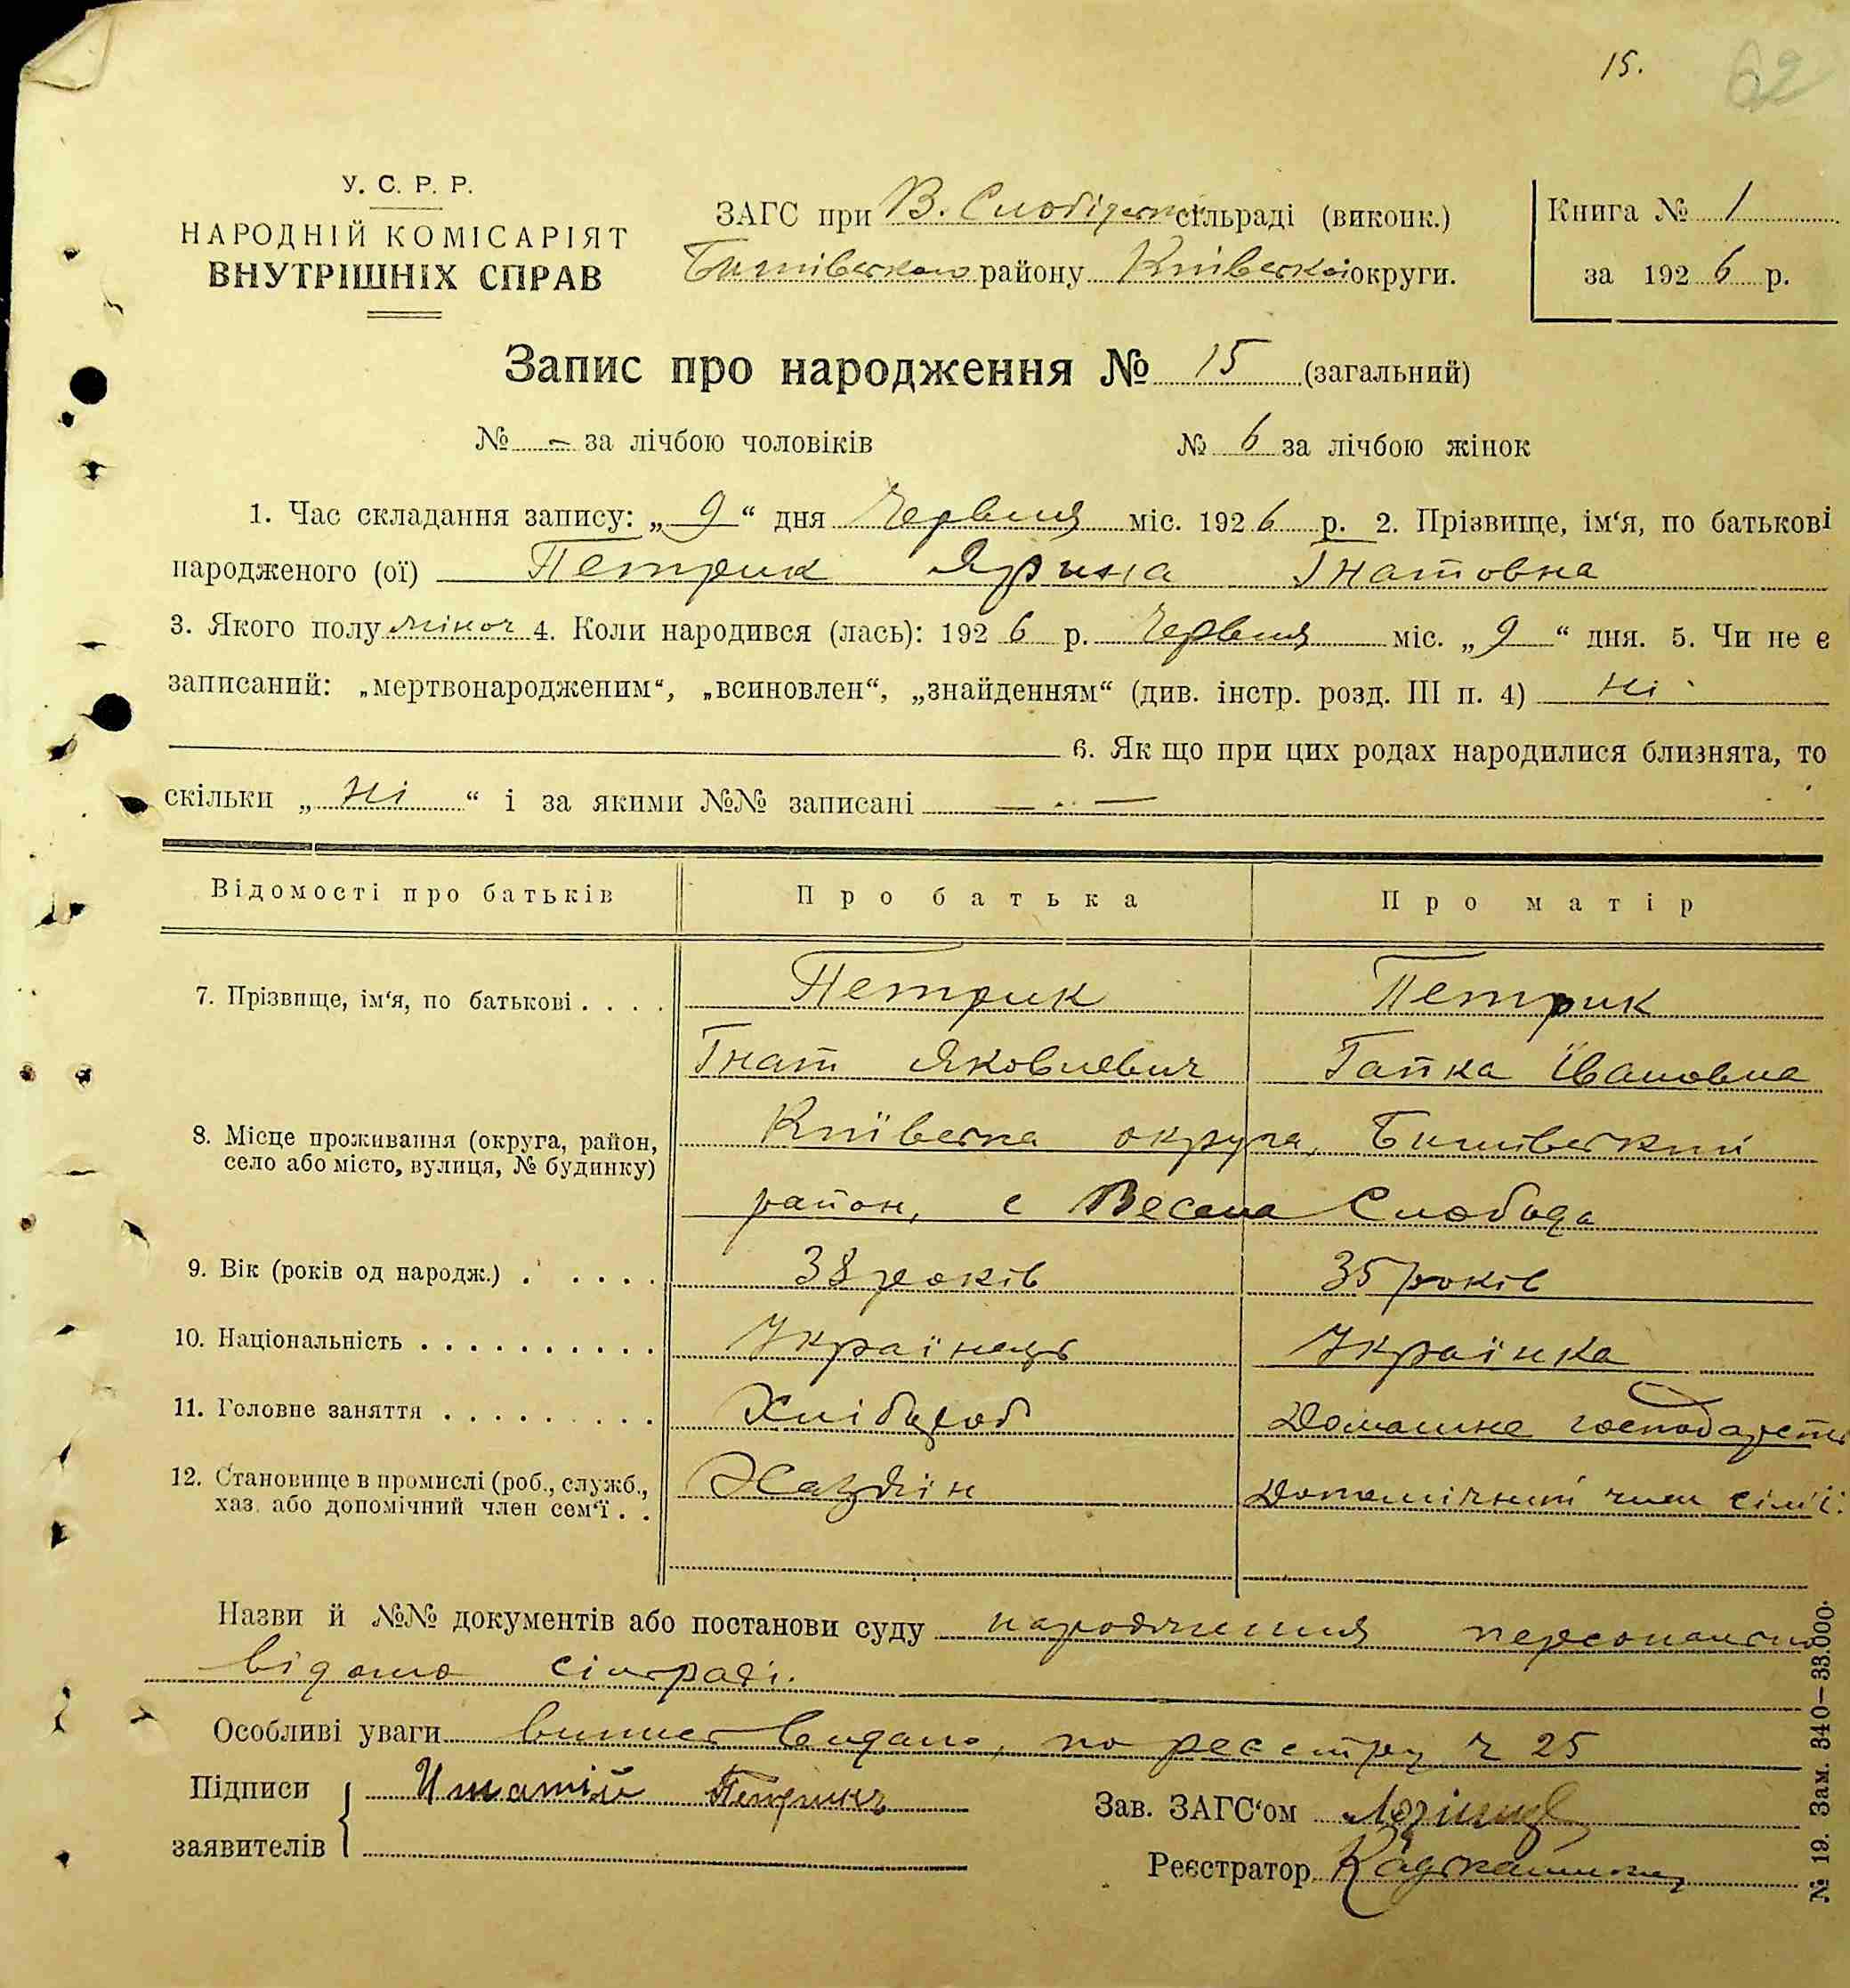 15. 62
У. С. Р. Р.
НАРОДНІЙ КОМІСАРІЯТ
ВНУТРІШНІХ СПРАВ
ЗАГС при В. Слобідськ сільраді (виконк.)
районy Київської округи.
Книга № 1
за 1926 р.
Запис про народження № 15 (загальний)
№ – за лічбою чоловіків № 6 за лічбою жінок
1. Час складання запису: „ 9 “ дня Червня міс. 1926 р. 2. Прізвище, ім‘я, по батькові
народженого (ої) Петрик Ярина Гнатовна
3. Якого полу жіноч 4. Коли народився (лась): 1926 р. Червня міс. „ 9 “ дня. 5. Чи не є
записаний: „мертвонародженим“, „всиновлен“, „знайденням“ (див. інстр. розд. III п. 4) Ні
6. Як що при цих родах народилися близнята, то
скільки „ Ні “ і за якими №№ записані —
Відомості про батьків Про батька Про матір
7. Прізвище, ім‘я, по батькові . . . . Петрик Петрик
Гнат Яковлевич Гапка Івановна
8. Місце проживання (округа, район, село або місто, вулиця, № будинку) Київська округа,
район, с Весела Слобода
9. Вік (років од народж.) . . . . . 38 років 35 років
10. Національність . . . . . . . . . . Українець Українка
11. Головне заняття . . . . . . . . . Хлібороб Домашне господарств
12. Становище в промислі (роб., служб., хаз. або допомічний член сем‘ї . . Хазяїн Допомічний член сімʼї.
Назви й №№ документів або постанови суду народження персонально
відомо сільраді.
Особливі уваги видано, по реєстру ч 25
Підписи
заявителів
Игнатій Петрик
Зав. ЗАГС‘ом
Реєстратор
№ 19. Зам. 340—33.000.